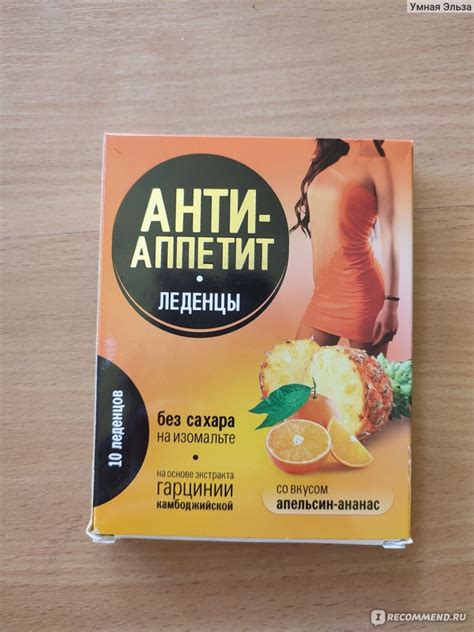 Умная Эльза
АНТИ-
АППЕТИТ
•
ЛЕДЕНЦЫ
10 леденцов
без сахара
на изомальте
на основе экстракта
гарцинии
камбоджийской
со вкусом
апельсин-ананас
I RECOMMEND.RU